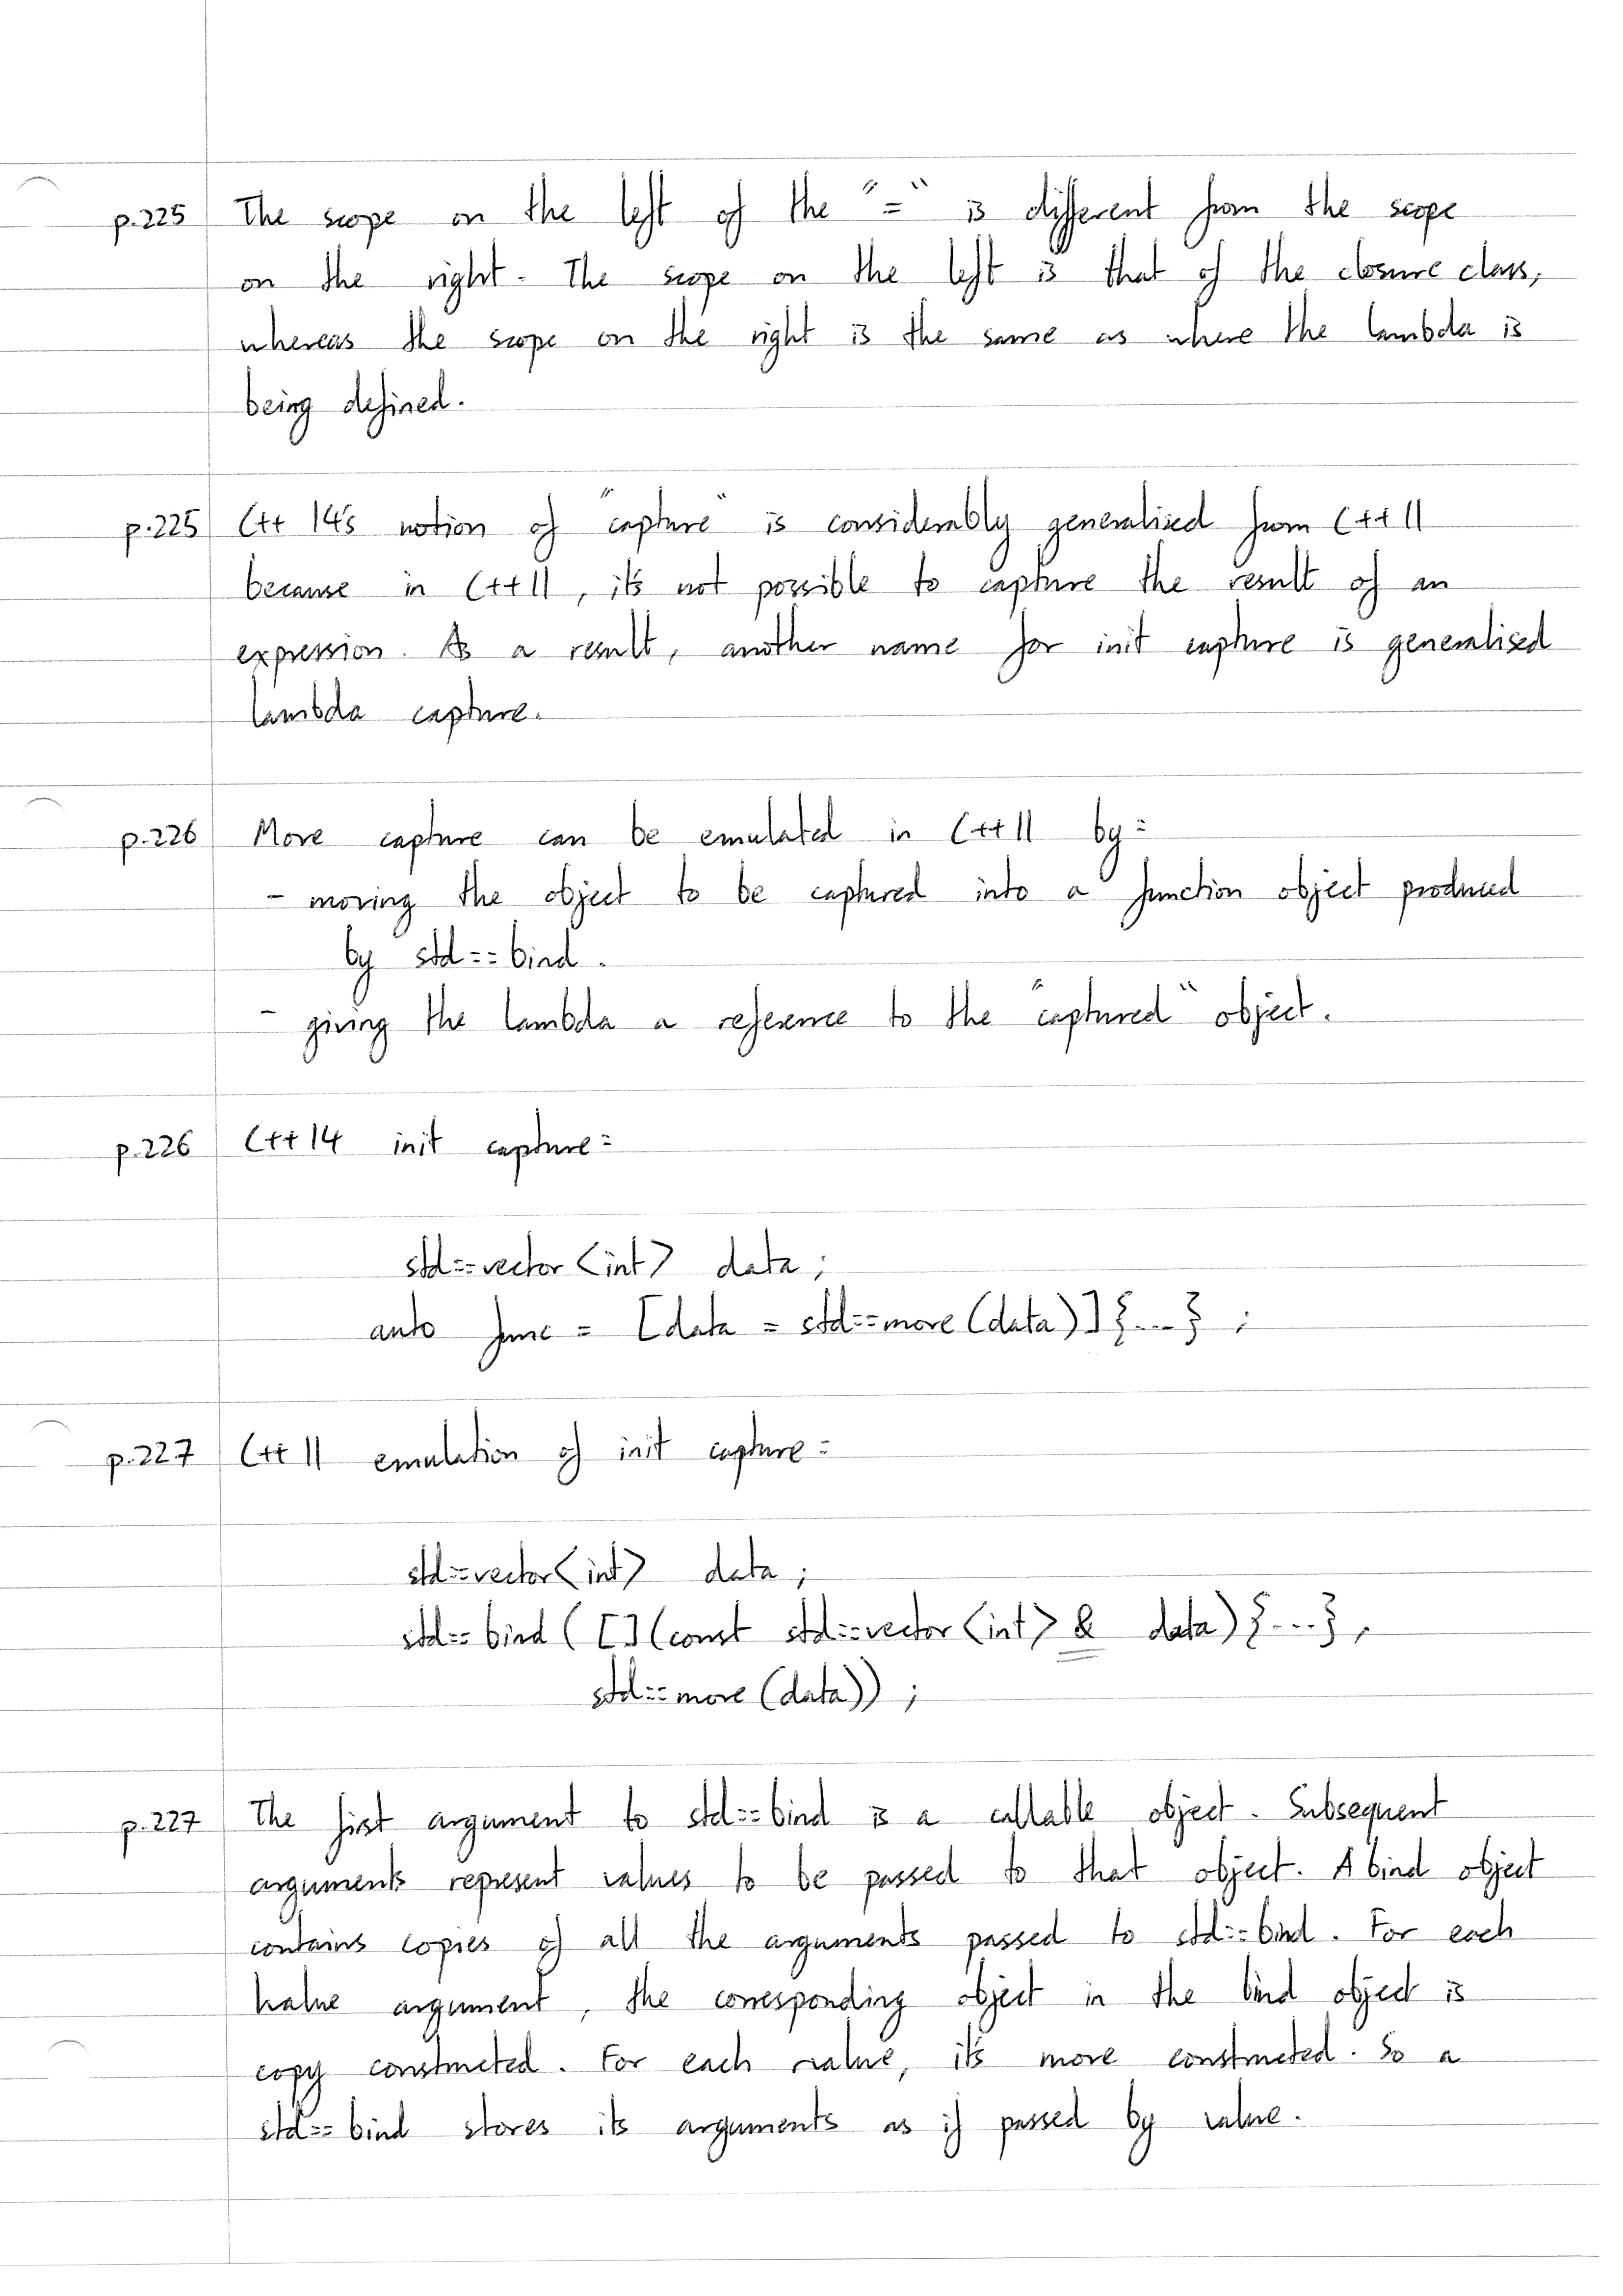 p.225 The scope on the left of the "=" is different from the scope
on the right. The scope on the left is that of the closure class,
whereas the scope on the right is the same as where the lambda is
being defined.
p.225 C++ 14's notion of "capture" is considerably generalised from C++11
because in C++11, it's not possible to capture the result of an
expression. As a result, another name for init capture is generalised
lambda capture.
p.226 Move capture can be emulated in C++11 by:
- moving the object to be captured into a function object produced
by std::bind.
- giving the lambda a reference to the "captured" object.
p.226 C++14 init capture:
std::vector<int> data;
auto func = [data = std::move(data)]{...};
p.227 C++11 emulation of init capture:
std::vector<int> data;
std::bind([](const std::vector<int> & data){...},
std::move(data));
p.227 The first argument to std::bind is a callable object. Subsequent
arguments represent values to be passed to that object. A bind object
contains copies of all the arguments passed to std::bind. For each
lvalue argument, the corresponding object in the bind object is
copy constructed. For each rvalue, it's move constructed. So a
std::bind stores its arguments as if passed by value.